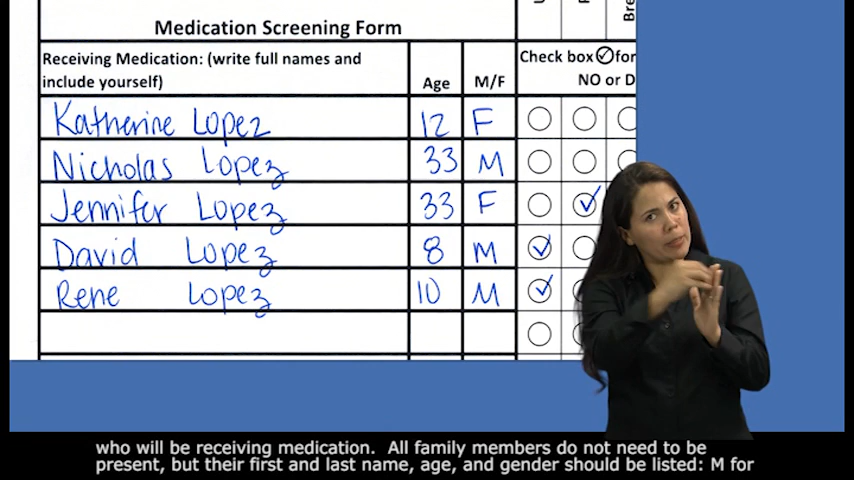 Medication Screening Form
Receiving Medication: (write full names and
include yourself)
Age
M/F
Check box for
NO or D
Bre
Katherine Lopez 12 F
Nicholas Lopez 33 M
Jennifer Lopez 33 F
David Lopez 8 M
Rene Lopez 10 M
who will be receiving medication. All family members do not need to be
present, but their first and last name, age, and gender should be listed: M for